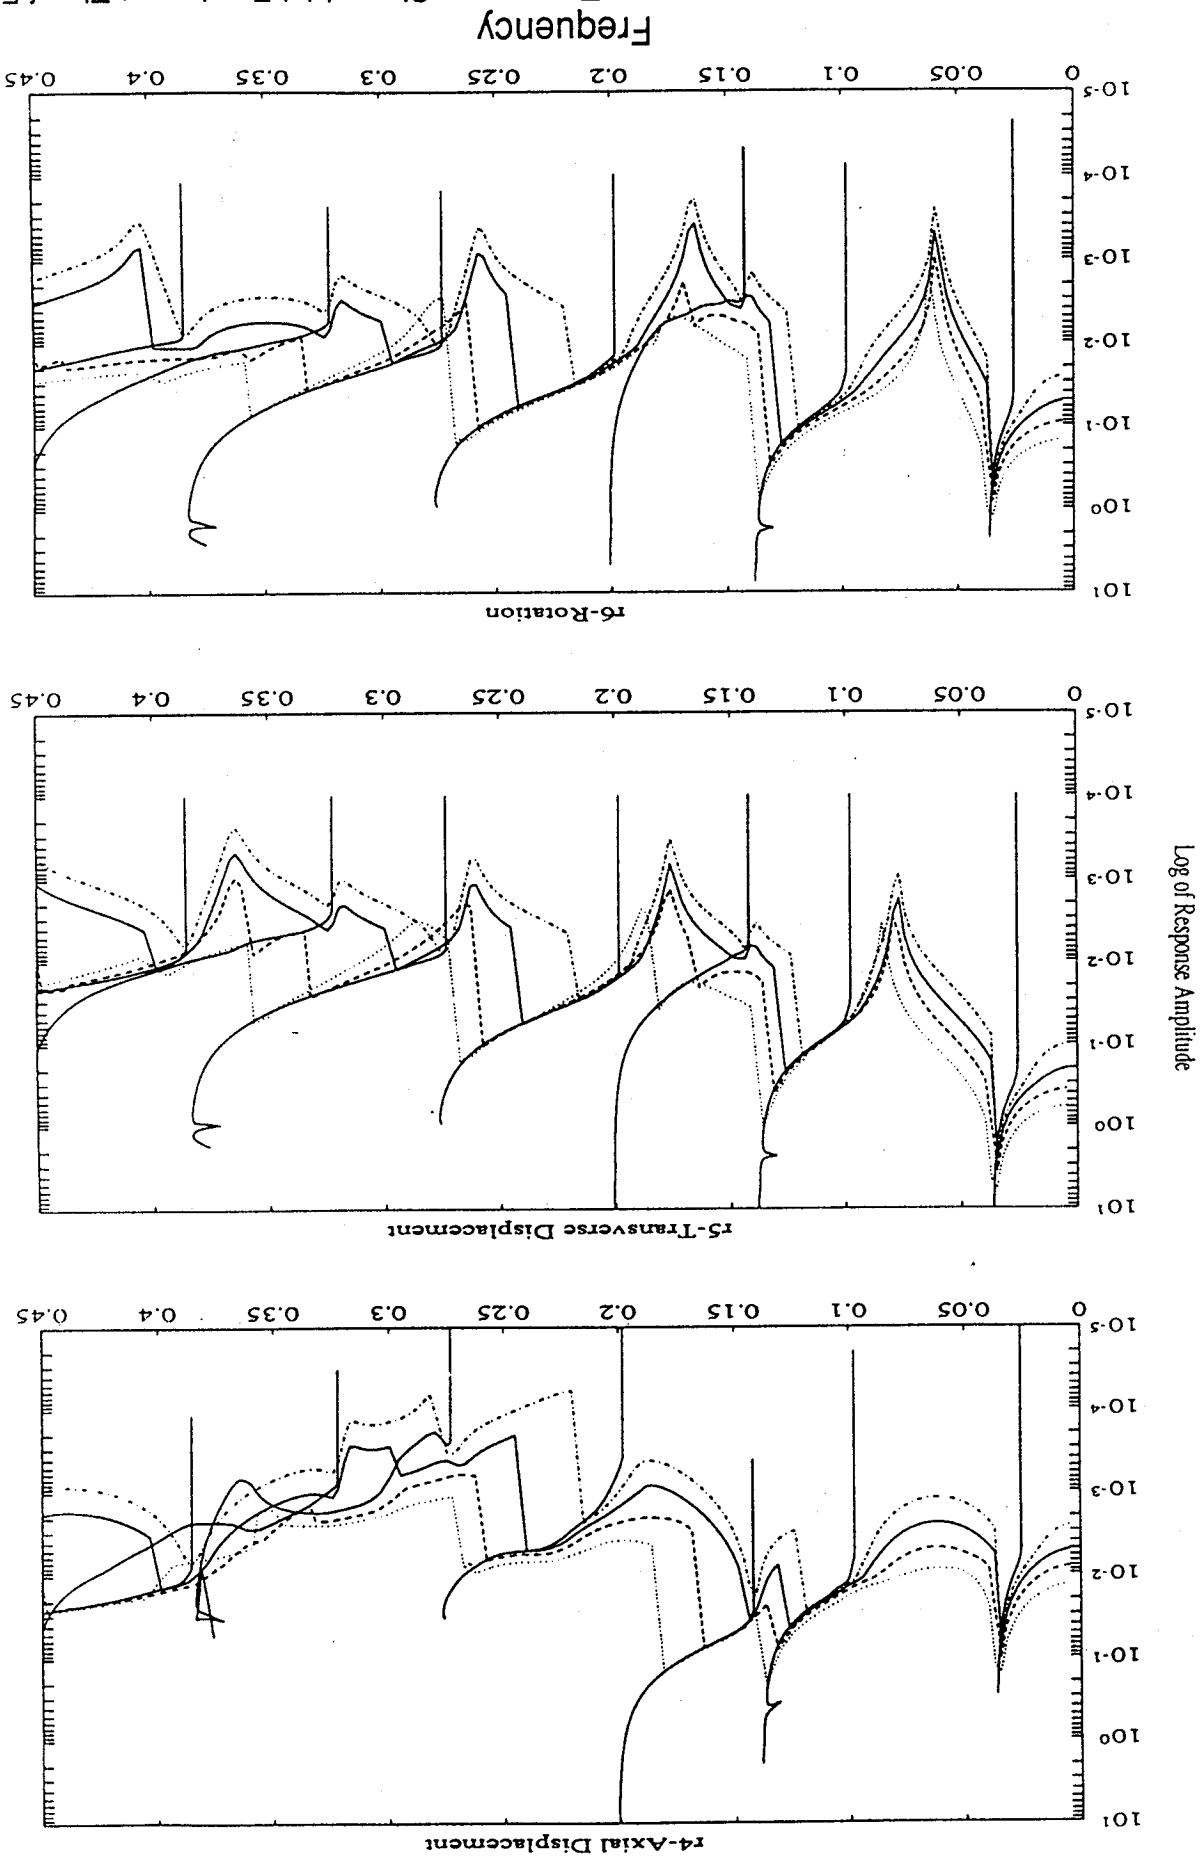 r4-Axial Displacement
10¹
10⁰
10⁻¹
10⁻²
10⁻³
10⁻⁴
10⁻⁵
0 0.05 0.1 0.15 0.2 0.25 0.3 0.35 0.4 0.45
Log of Response Amplitude
r5-Transverse Displacement
10¹
10⁰
10⁻¹
10⁻²
10⁻³
10⁻⁴
10⁻⁵
0 0.05 0.1 0.15 0.2 0.25 0.3 0.35 0.4 0.45
r6-Rotation
10¹
10⁰
10⁻¹
10⁻²
10⁻³
10⁻⁴
10⁻⁵
0 0.05 0.1 0.15 0.2 0.25 0.3 0.35 0.4 0.45
Frequency